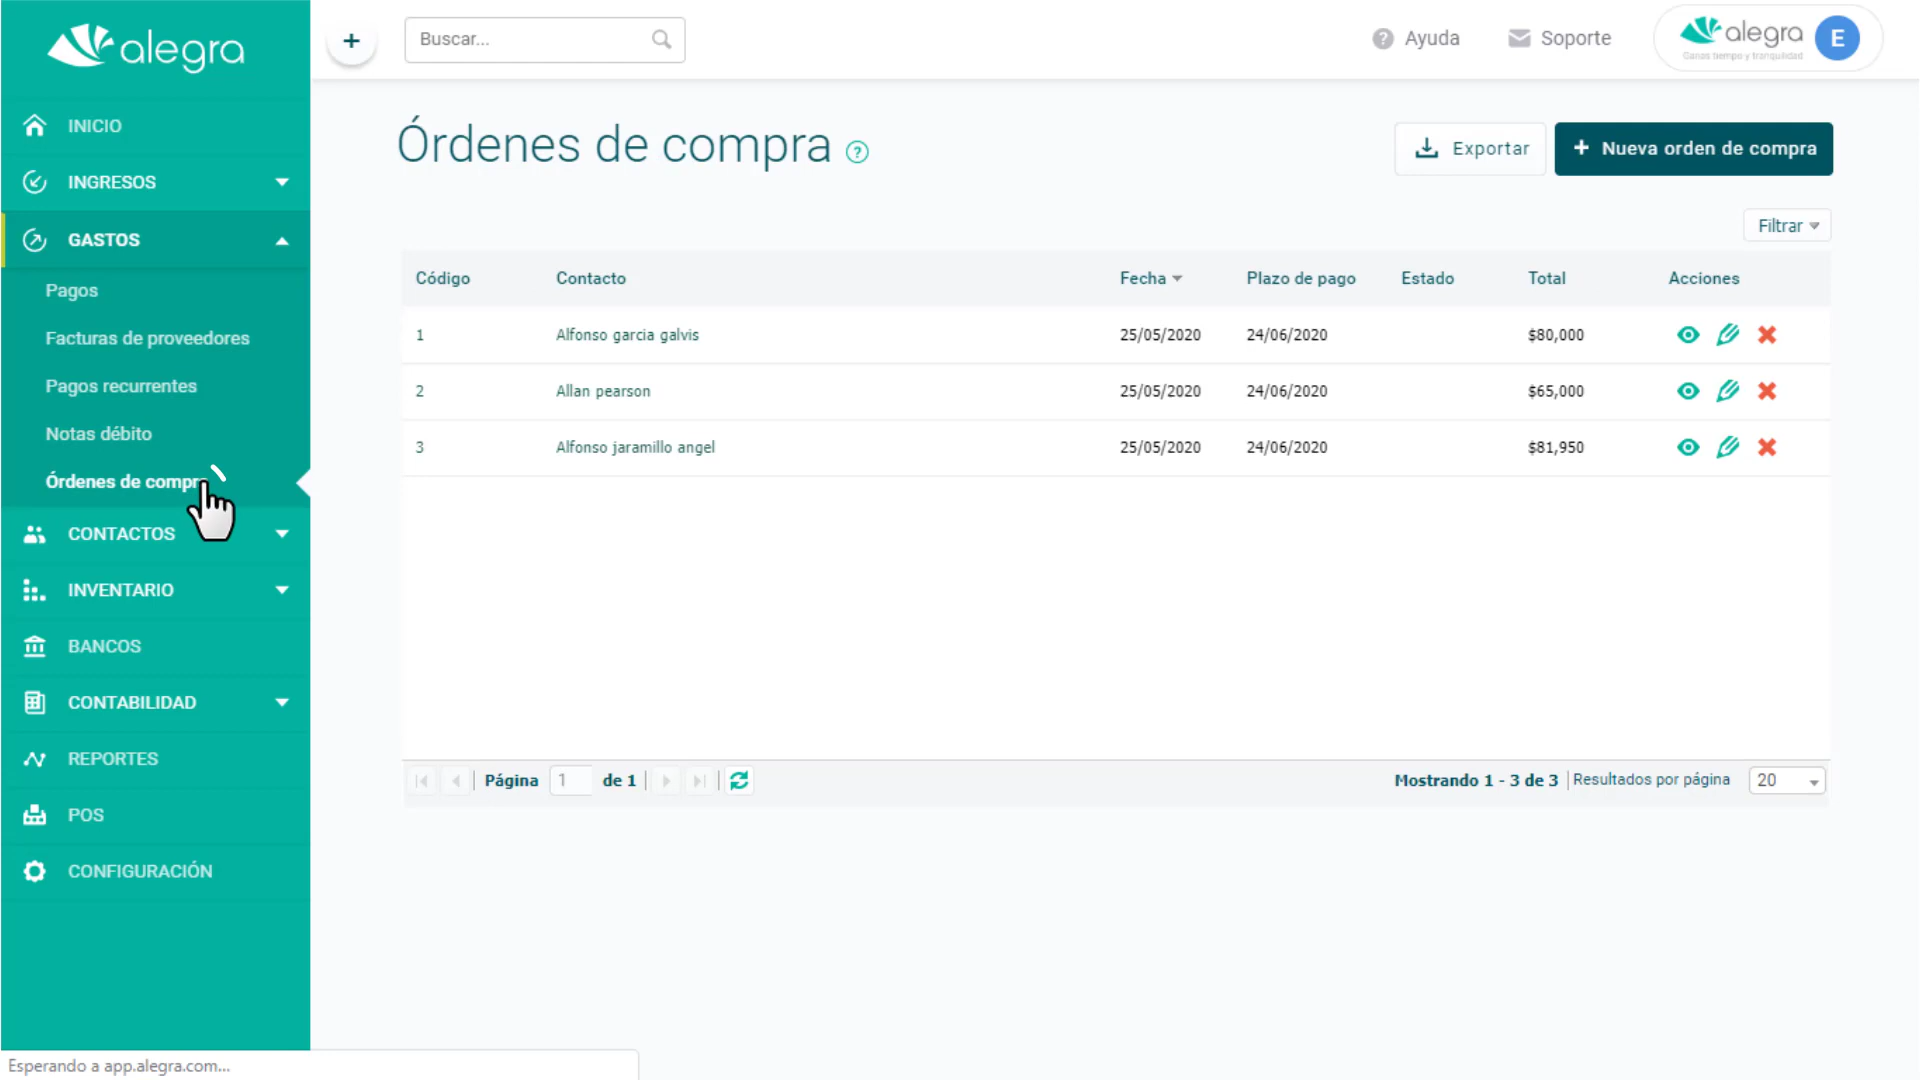 alegra
+
Buscar...
Ayuda
Soporte
alegra
Ganas tiempo y tranquilidad
E
INICIO
INGRESOS
GASTOS
Pagos
Facturas de proveedores
Pagos recurrentes
Notas débito
Órdenes de compr
CONTACTOS
INVENTARIO
BANCOS
CONTABILIDAD
REPORTES
POS
CONFIGURACIÓN
Órdenes de compra ?
Exportar
+ Nueva orden de compra
Filtrar
Código Contacto Fecha Plazo de pago Estado Total Acciones
1 Alfonso garcia galvis 25/05/2020 24/06/2020 $80,000
2 Allan pearson 25/05/2020 24/06/2020 $65,000
3 Alfonso jaramillo angel 25/05/2020 24/06/2020 $81,950
Página 1 de 1
Mostrando 1 - 3 de 3 Resultados por página 20
Esperando a app.alegra.com...